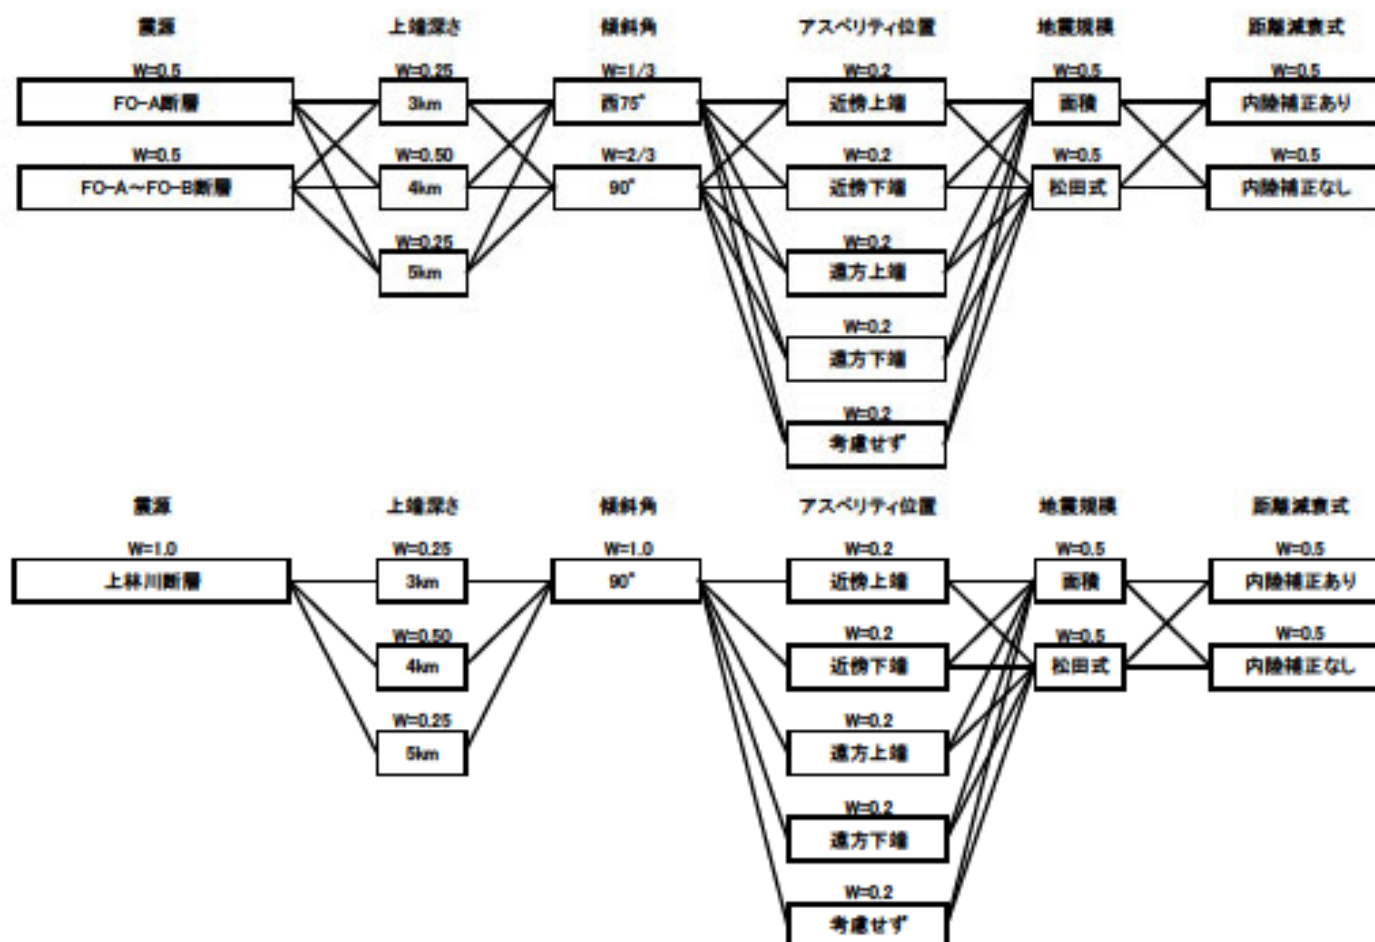 震源 上端深さ 傾斜角 アスペリティ位置 地震規模 距離減衰式
W=0.5 W=0.25 W=1/3 W=0.2 W=0.5 W=0.5
FO-A断層 3km 西75° 近傍上端 面積 内陸補正あり
W=0.5 W=0.50 W=2/3 W=0.2 W=0.5 W=0.5
FO-A～FO-B断層 4km 90° 近傍下端 松田式 内陸補正なし
W=0.25 W=0.2
5km 遠方上端
W=0.2
遠方下端
W=0.2
考慮せず
震源 上端深さ 傾斜角 アスペリティ位置 地震規模 距離減衰式
W=1.0 W=0.25 W=1.0 W=0.2 W=0.5 W=0.5
上林川断層 3km 90° 近傍上端 面積 内陸補正あり
W=0.50 W=0.2 W=0.5 W=0.5
4km 近傍下端 松田式 内陸補正なし
W=0.25 W=0.2
5km 遠方上端
W=0.2
遠方下端
W=0.2
考慮せず